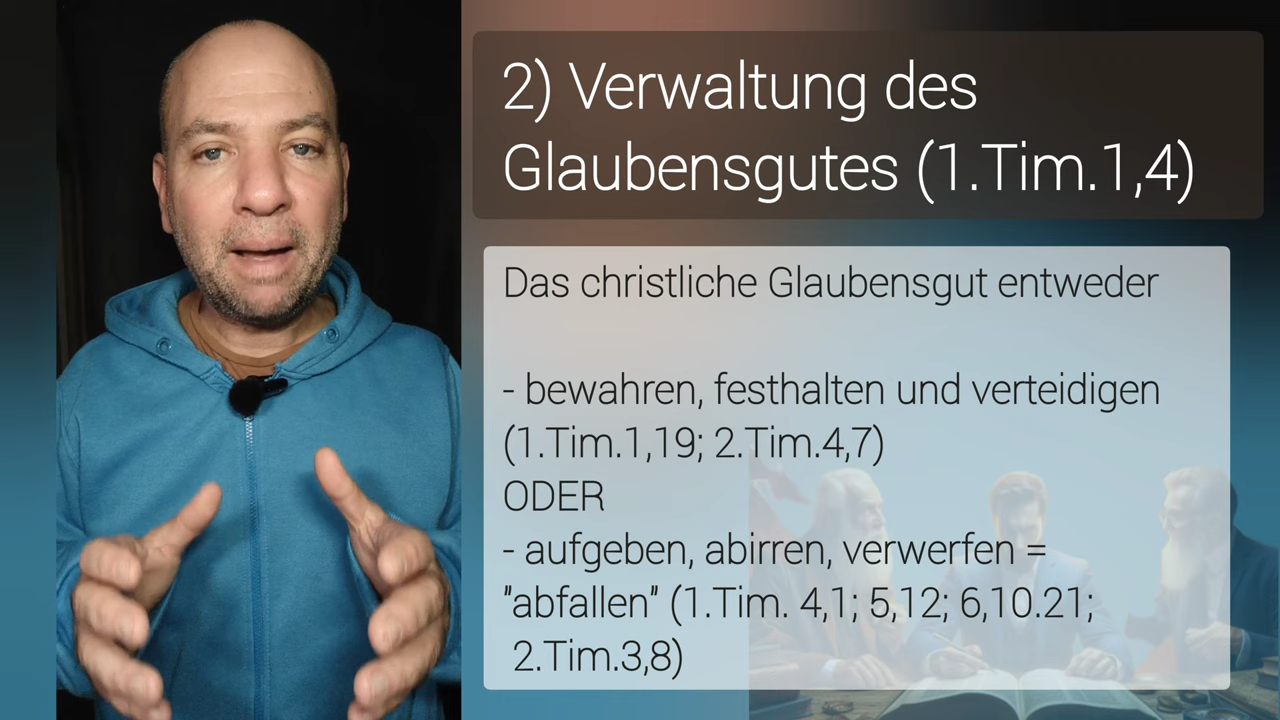 2) Verwaltung des
Glaubensgutes (1.Tim.1,4)
Das christliche Glaubensgut entweder
- bewahren, festhalten und verteidigen
(1.Tim.1,19; 2.Tim.4,7)
ODER
- aufgeben, abirren, verwerfen =
"abfallen" (1.Tim. 4,1; 5,12; 6,10.21;
2.Tim.3,8)